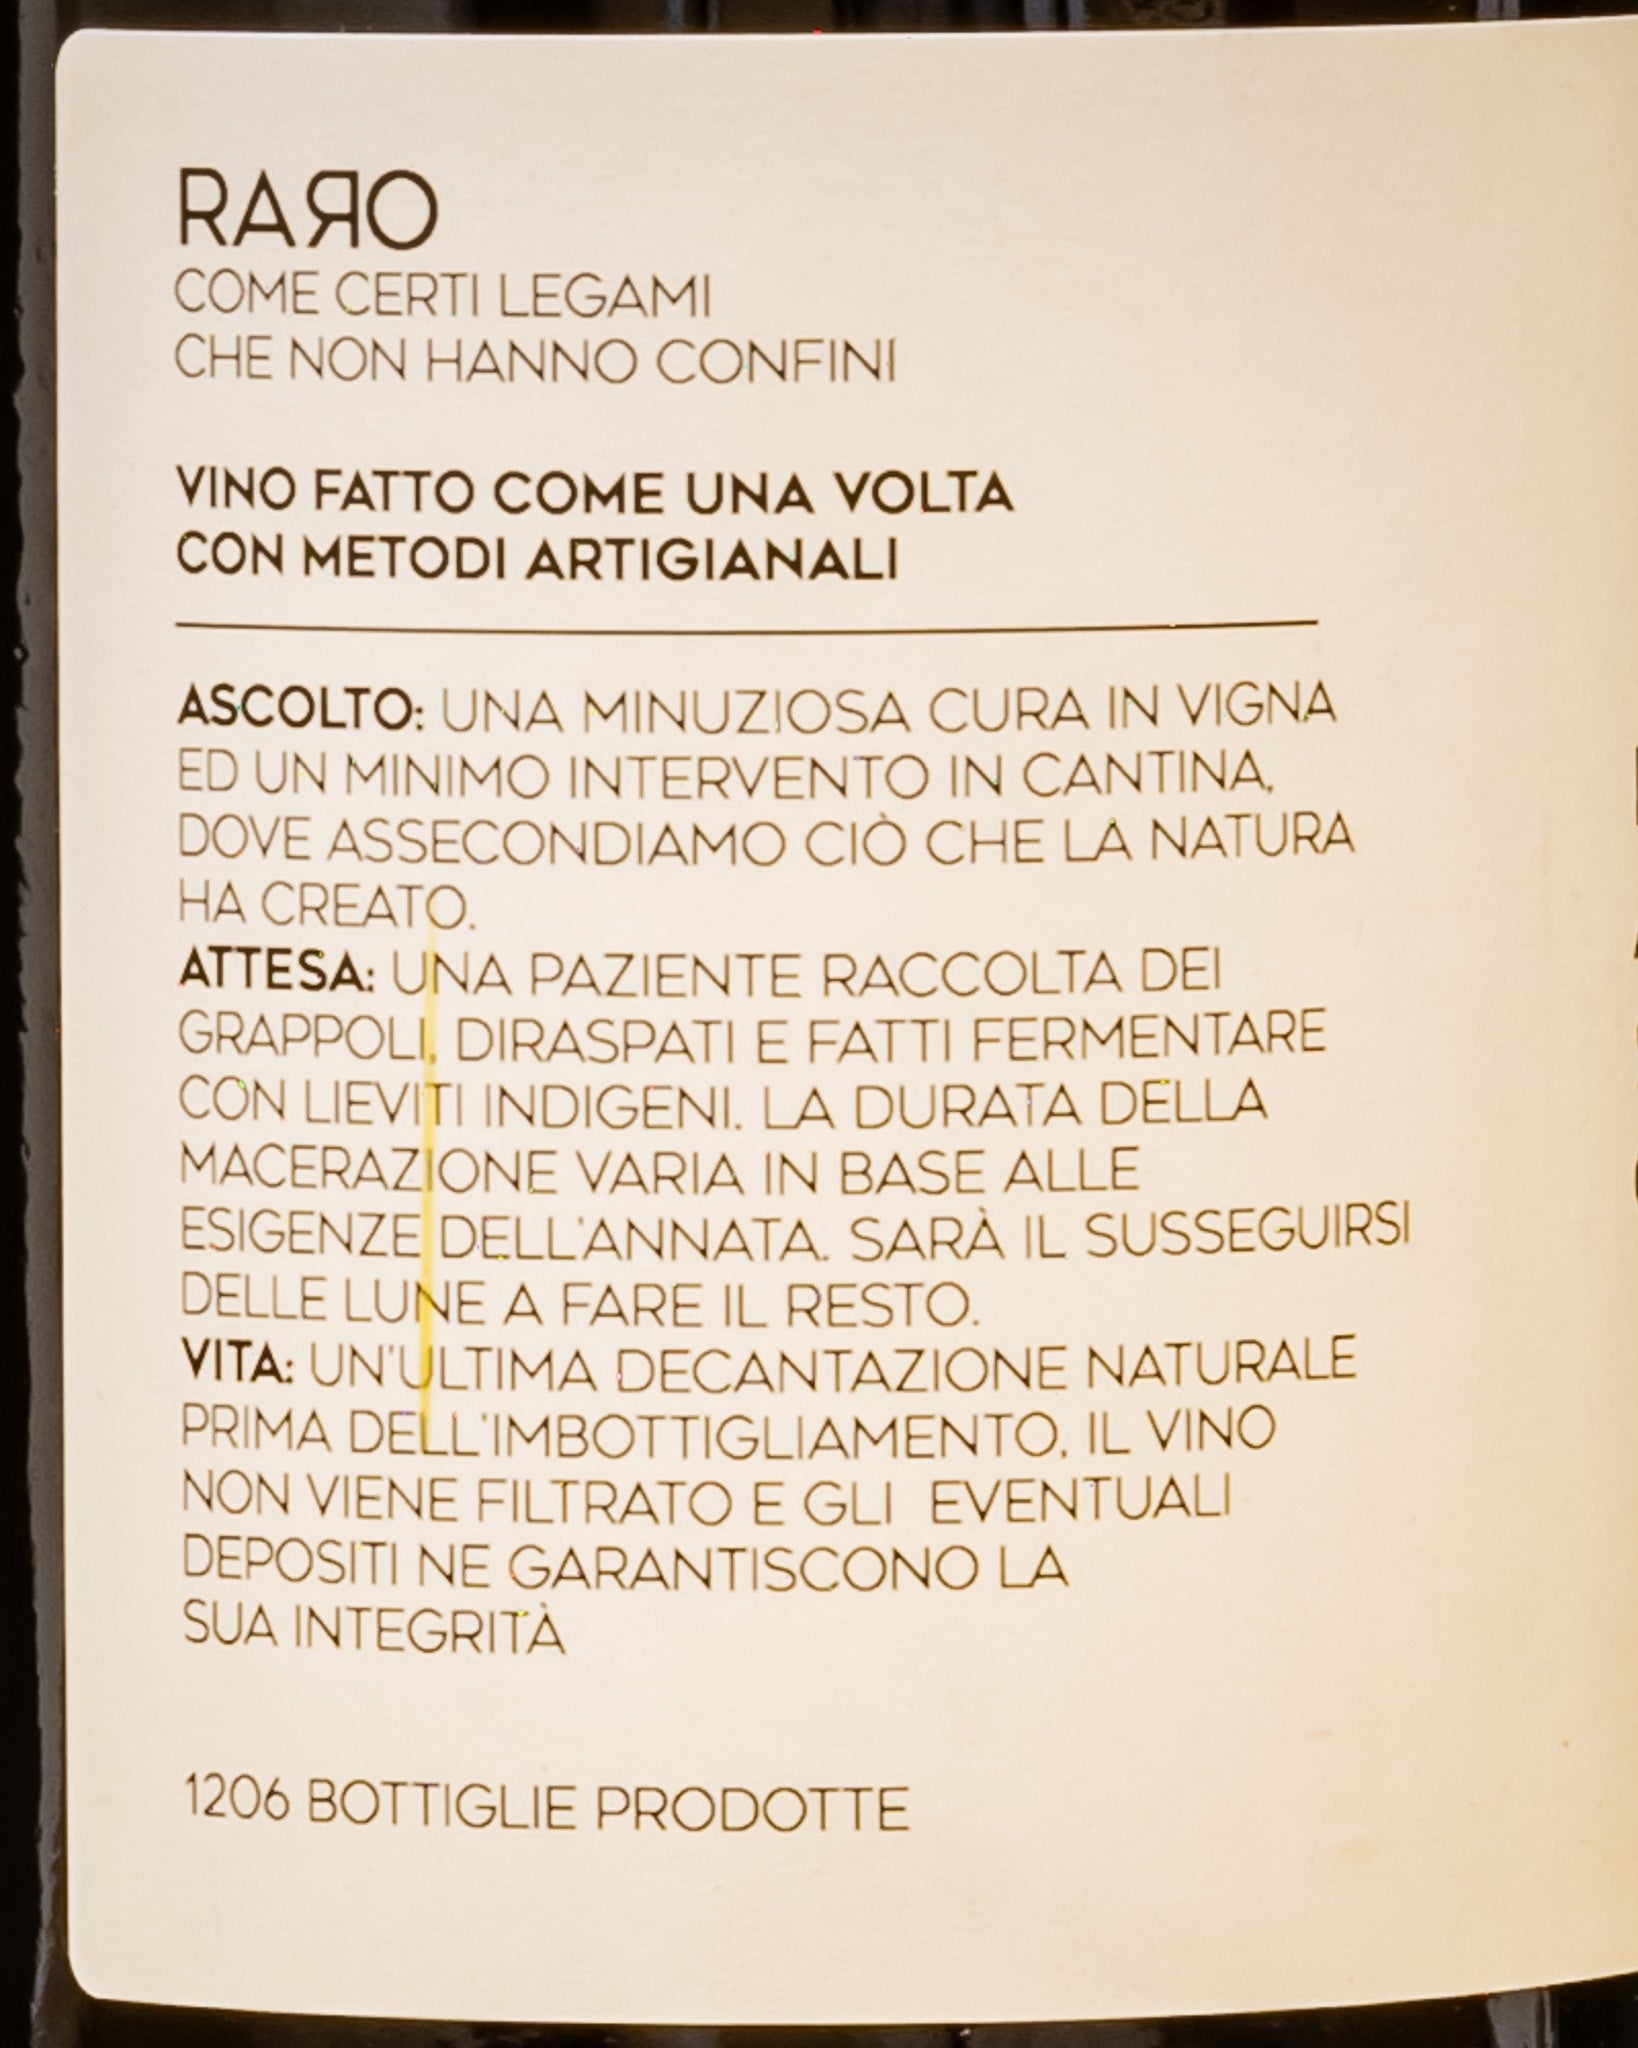 RAЯO
COME CERTI LEGAMI
CHE NON HANNO CONFINI
VINO FATTO COME UNA VOLTA
CON METODI ARTIGIANALI
ASCOLTO: UNA MINUZIOSA CURA IN VIGNA
ED UN MINIMO INTERVENTO IN CANTINA,
DOVE ASSECONDIAMO CIÒ CHE LA NATURA
HA CREATO.
ATTESA: UNA PAZIENTE RACCOLTA DEI
GRAPPOLI, DIRASPATI E FATTI FERMENTARE
CON LIEVITI INDIGENI. LA DURATA DELLA
MACERAZIONE VARIA IN BASE ALLE
ESIGENZE DELL'ANNATA. SARÀ IL SUSSEGUIRSI
DELLE LUNE A FARE IL RESTO.
VITA: UN'ULTIMA DECANTAZIONE NATURALE
PRIMA DELL'IMBOTTIGLIAMENTO, IL VINO
NON VIENE FILTRATO E GLI EVENTUALI
DEPOSITI NE GARANTISCONO LA
SUA INTEGRITÀ
1206 BOTTIGLIE PRODOTTE